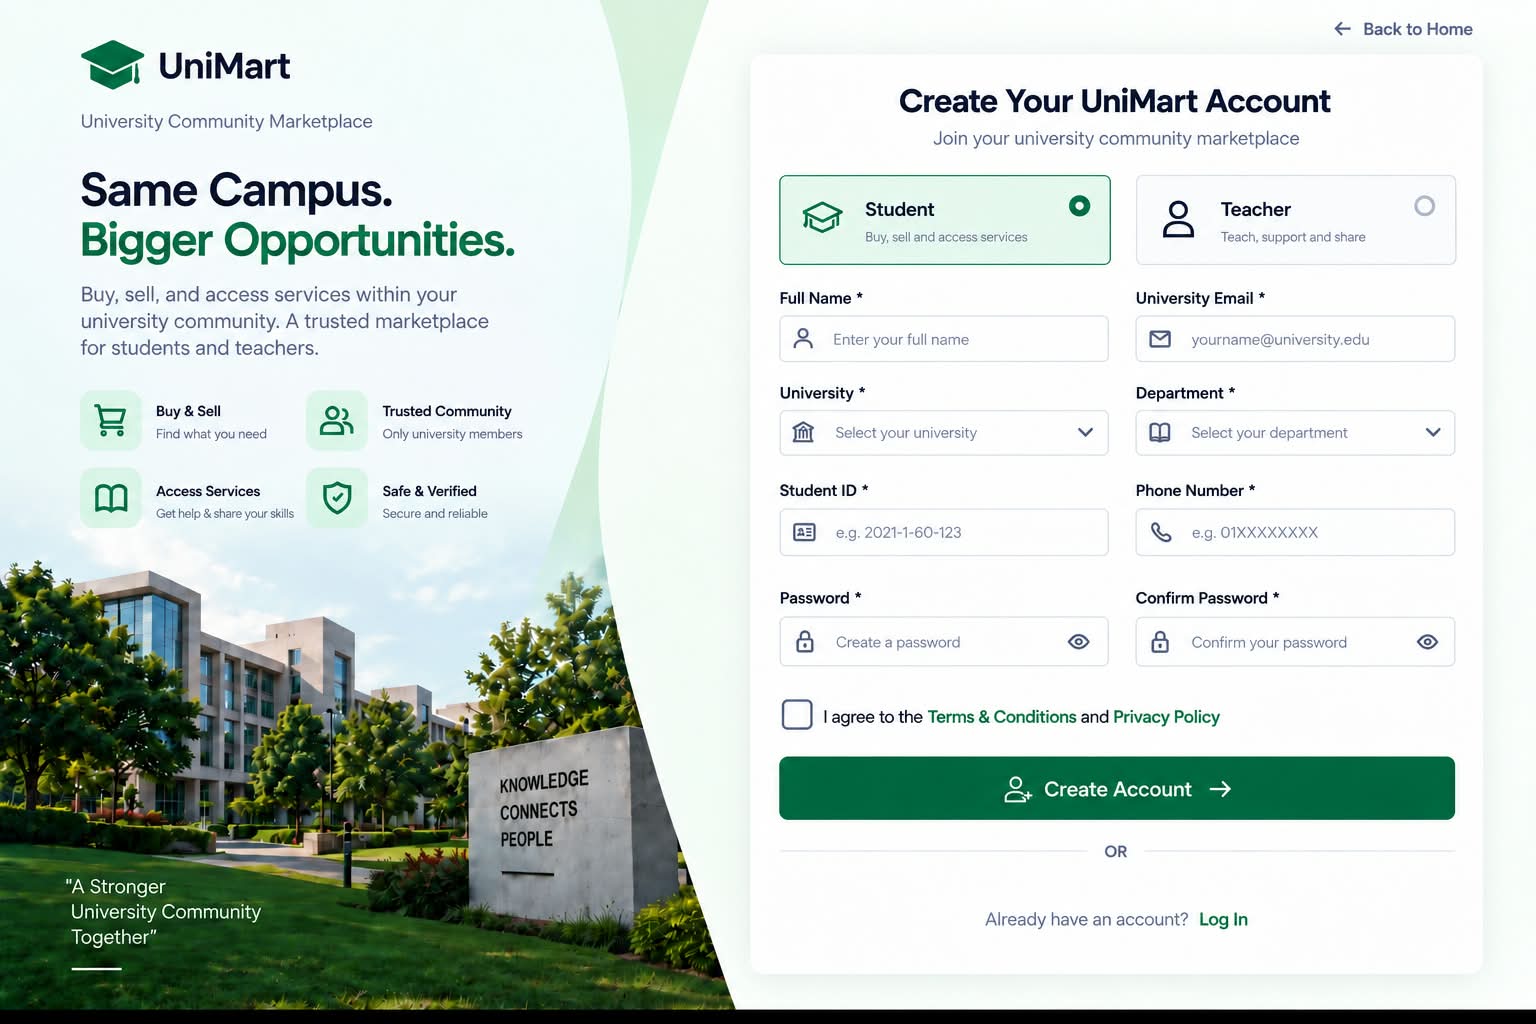 UniMart
University Community Marketplace
Same Campus.
Bigger Opportunities.
Buy, sell, and access services within your
university community. A trusted marketplace
for students and teachers.
Buy & Sell
Find what you need
Trusted Community
Only university members
Access Services
Get help & share your skills
Safe & Verified
Secure and reliable
KNOWLEDGE
CONNECTS
PEOPLE
"A Stronger
University Community
Together"
Back to Home
Create Your UniMart Account
Join your university community marketplace
Student
Buy, sell and access services
Teacher
Teach, support and share
Full Name *
Enter your full name
University Email *
yourname@university.edu
University *
Select your university
Department *
Select your department
Student ID *
e.g. 2021-1-60-123
Phone Number *
e.g. 01XXXXXXXX
Password *
Create a password
Confirm Password *
Confirm your password
I agree to the Terms & Conditions and Privacy Policy
Create Account
OR
Already have an account? Log In